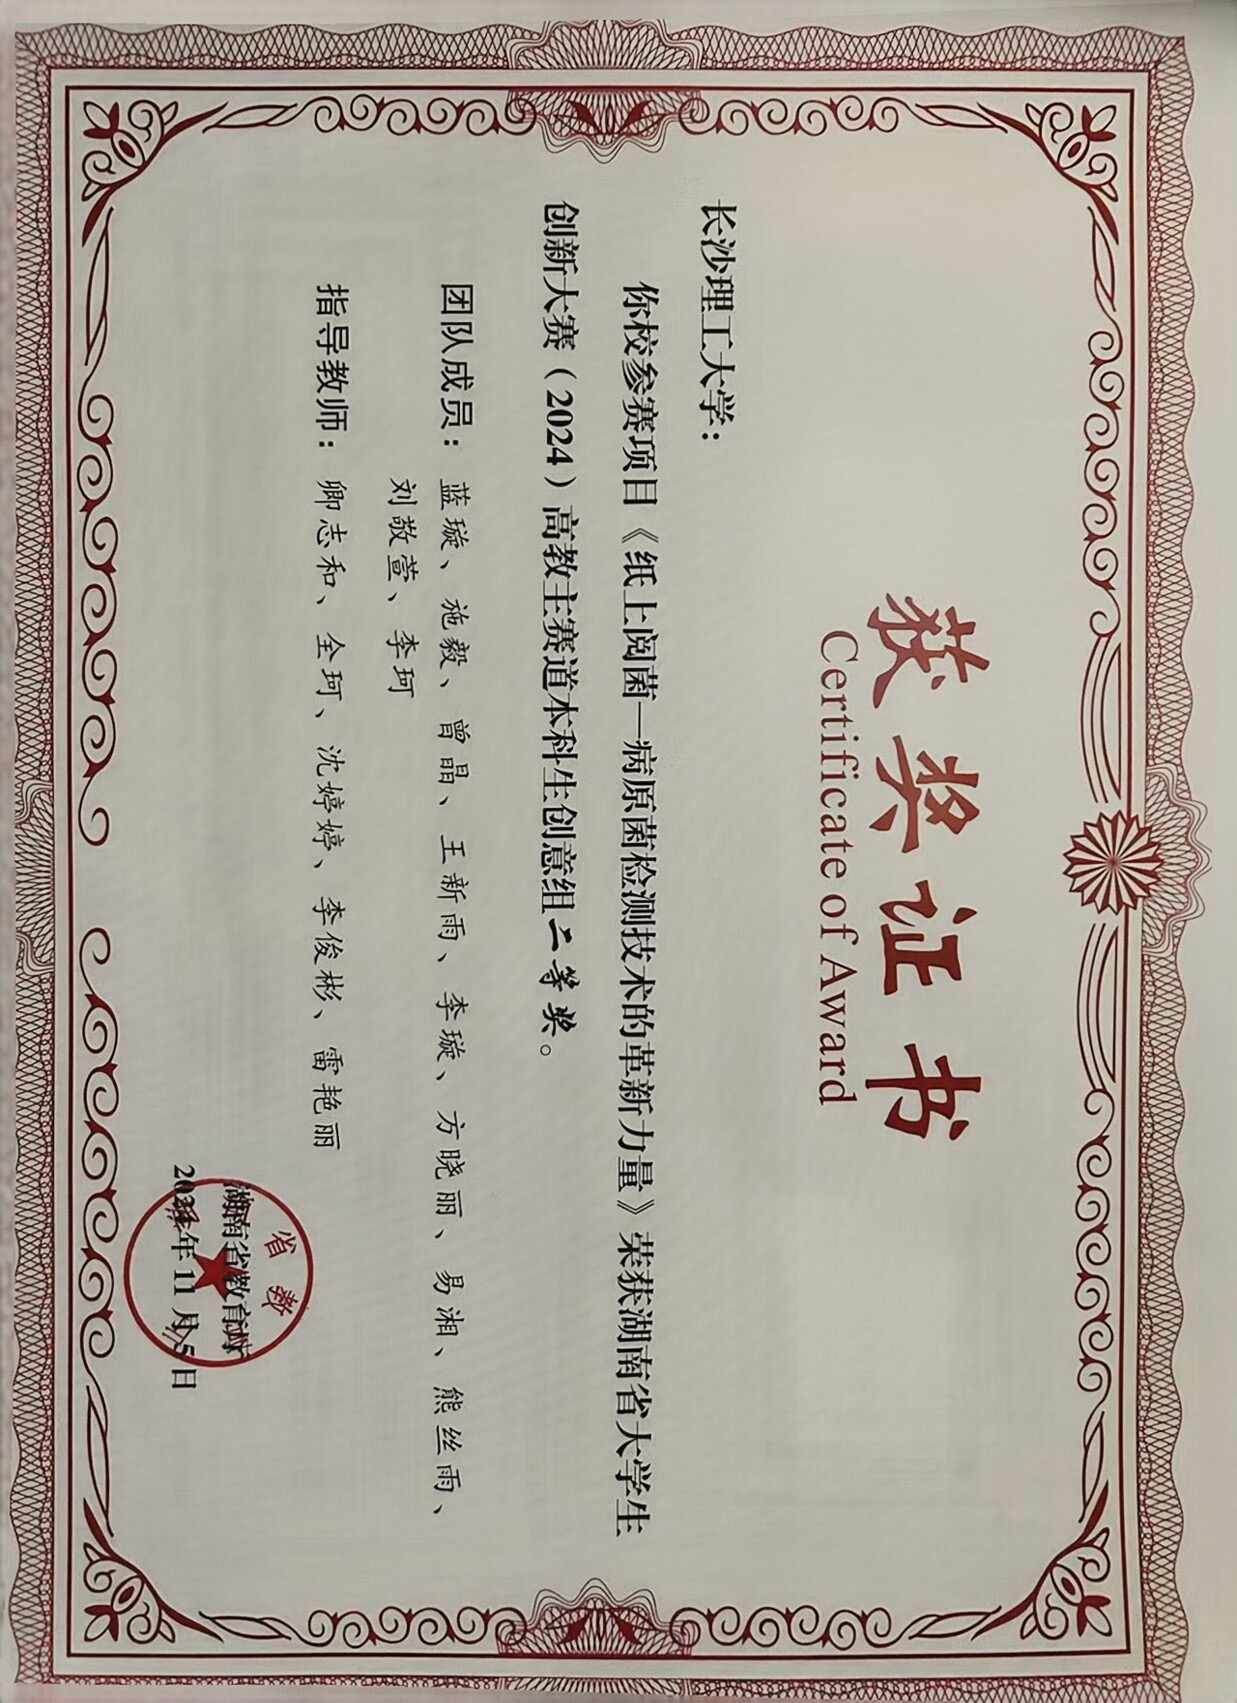 获奖证书
Certificate of Award
长沙理工大学：
你校参赛项目《纸上阅菌—病原菌检测技术的革新力量》荣获湖南省大学生
创新大赛（2024）高教主赛道本科生创意组二等奖。
团队成员：蓝璇、施毅、曾晶、王新雨、李璇、方晓丽、易湘、熊丝雨、
刘敬萱、李珂
指导教师：卿志和、全珂、沈婷婷、李俊彬、雷艳丽
湖南省教育厅
2024年11月5日
省教